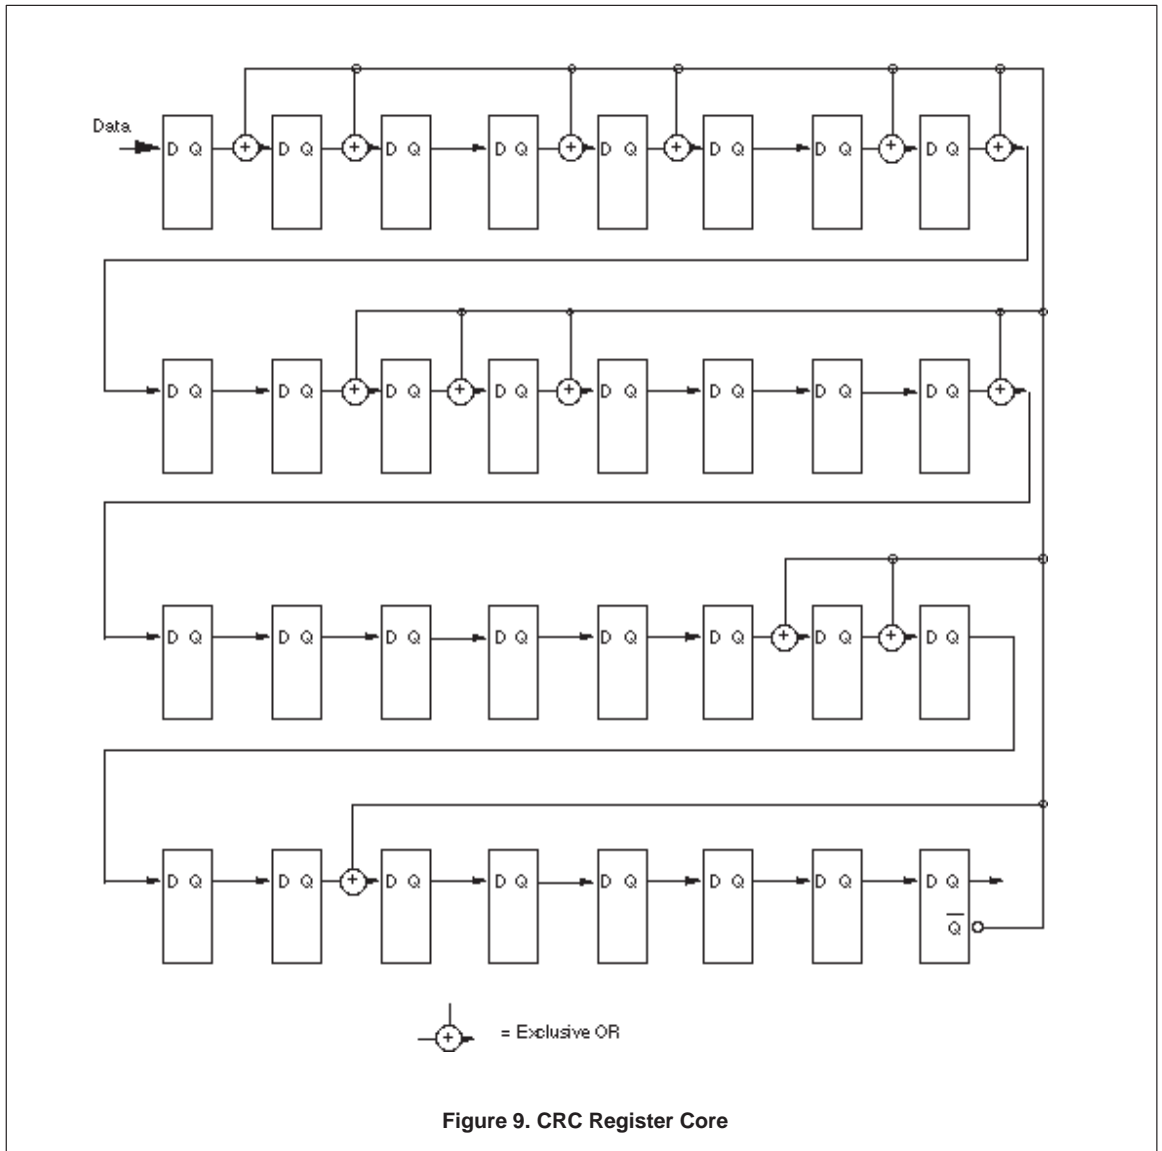 Data
D Q D Q D Q D Q D Q D Q D Q D Q
+ + + + + +
D Q D Q D Q D Q D Q D Q D Q D Q
+ + + +
D Q D Q D Q D Q D Q D Q D Q D Q
+ +
D Q D Q D Q D Q D Q D Q D Q D Q
+
Q̅
+ = Exclusive OR
Figure 9. CRC Register Core